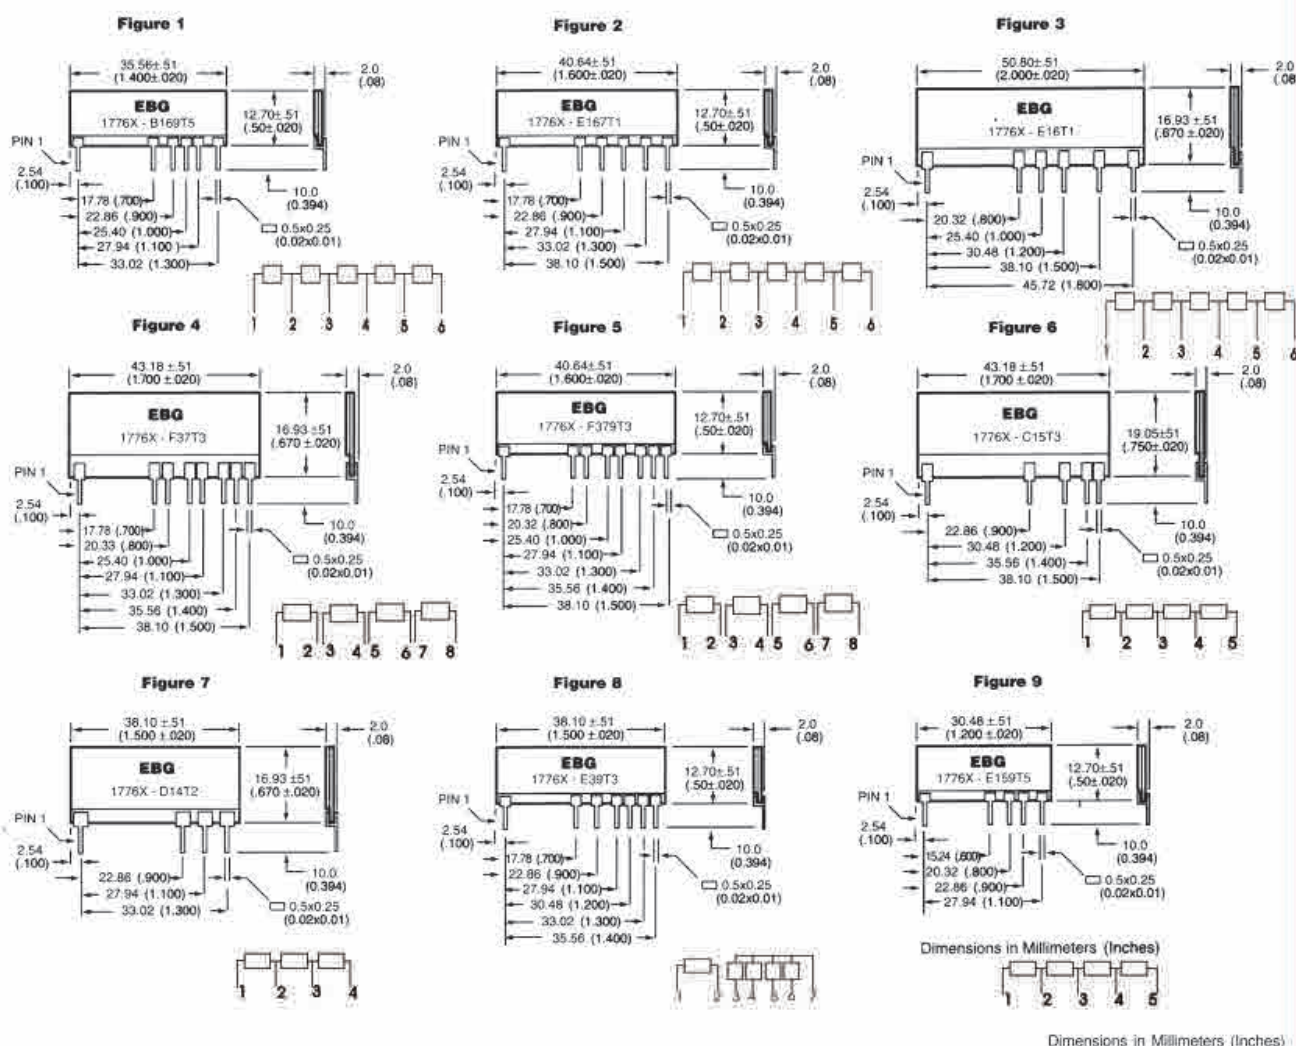 Figure 1
35.56±.51
(1.400±.020)
2.0
(.08)
EBG
1776X - B169T5
12.70±.51
(.50±.020)
PIN 1
2.54
(.100)
10.0
(0.394)
17.78 (.700)
22.86 (.900)
25.40 (1.000)
27.94 (1.100 )
33.02 (1.300)
0.5x0.25
(0.02x0.01)
1 2 3 4 5 6
Figure 2
40.64±.51
(1.600±.020)
2.0
(.08)
EBG
1776X - E167T1
12.70±.51
(.50±.020)
PIN 1
2.54
(.100)
10.0
(0.394)
17.78 (.700)
22.86 (.900)
27.94 (1.100)
33.02 (1.300)
38.10 (1.500)
0.5x0.25
(0.02x0.01)
1 2 3 4 5 6
Figure 3
50.80±.51
(2.000±.020)
2.0
(.08
EBG
1776X - E16T1
16.93 ±.51
(.670 ±.020)
PIN 1
2.54
(.100)
10.0
(0.394)
20.32 (.800)
25.40 (1.000)
30.48 (1.200)
38.10 (1.500)
45.72 (1.800)
0.5x0.25
(0.02x0.01)
1 2 3 4 5 6
Figure 4
43.18 ±.51
(1.700 ±.020)
2.0
(.08)
EBG
1776X - F37T3
16.93 ±51
(.670 ±.020)
PIN 1
2.54
(.100)
10.0
(0.394)
17.78 (.700)
20.33 (.800)
25.40 (1.000)
27.94 (1.100)
33.02 (1.300)
35.56 (1.400)
38.10 (1.500)
0.5x0.25
(0.02x0.01)
1 2 3 4 5 6 7 8
Figure 5
40.64±.51
(1.600±.020)
2.0
(.08)
EBG
1776X - F379T3
12.70±.51
(.50±.020)
PIN 1
2.54
(.100)
10.0
(0.394)
17.78 (.700)
20.32 (.800)
25.40 (1.000)
27.94 (1.100)
33.02 (1.300)
35.56 (1.400)
38.10 (1.500)
0.5x0.25
(0.02x0.01)
1 2 3 4 5 6 7 8
Figure 6
43.18 ±.51
(1.700 ±.020)
2.0
(.08)
EBG
1776X - C15T3
19.05±51
(.750±.020)
PIN 1
2.54
(.100)
10.0
(0.394)
22.86 (.900)
30.48 (1.200)
35.56 (1.400)
38.10 (1.500)
0.5x0.25
(0.02x0.01)
1 2 3 4 5
Figure 7
38.10 ±.51
(1.500 ±.020)
2.0
(.08)
EBG
1776X - D14T2
16.93 ±51
(.670 ±.020)
PIN 1
2.54
(.100)
10.0
(0.394)
22.86 (.900)
27.94 (1.100)
33.02 (1.300)
0.5x0.25
(0.02x0.01)
1 2 3 4
Figure 8
38.10 ±.51
(1.500 ±.020)
2.0
(.08)
EBG
1776X - E39T3
12.70±.51
(.50±.020)
PIN 1
2.54
(.100)
10.0
(0.394)
17.78 (.700)
22.86 (.900)
27.94 (1.100)
30.48 (1.200)
33.02 (1.300)
35.56 (1.400)
0.5x0.25
(0.02x0.01)
Figure 9
30.48 ±.51
(1.200 ±.020)
2.0
(.08)
EBG
1776X - E159T5
12.70±.51
(.50±.020)
PIN 1
2.54
(.100)
10.0
(0.394)
15.24 (.600)
20.32 (.800)
22.86 (.900)
27.94 (1.100)
0.5x0.25
(0.02x0.01)
Dimensions in Millimeters (Inches)
1 2 3 4 5
Dimensions in Millimeters (Inches)